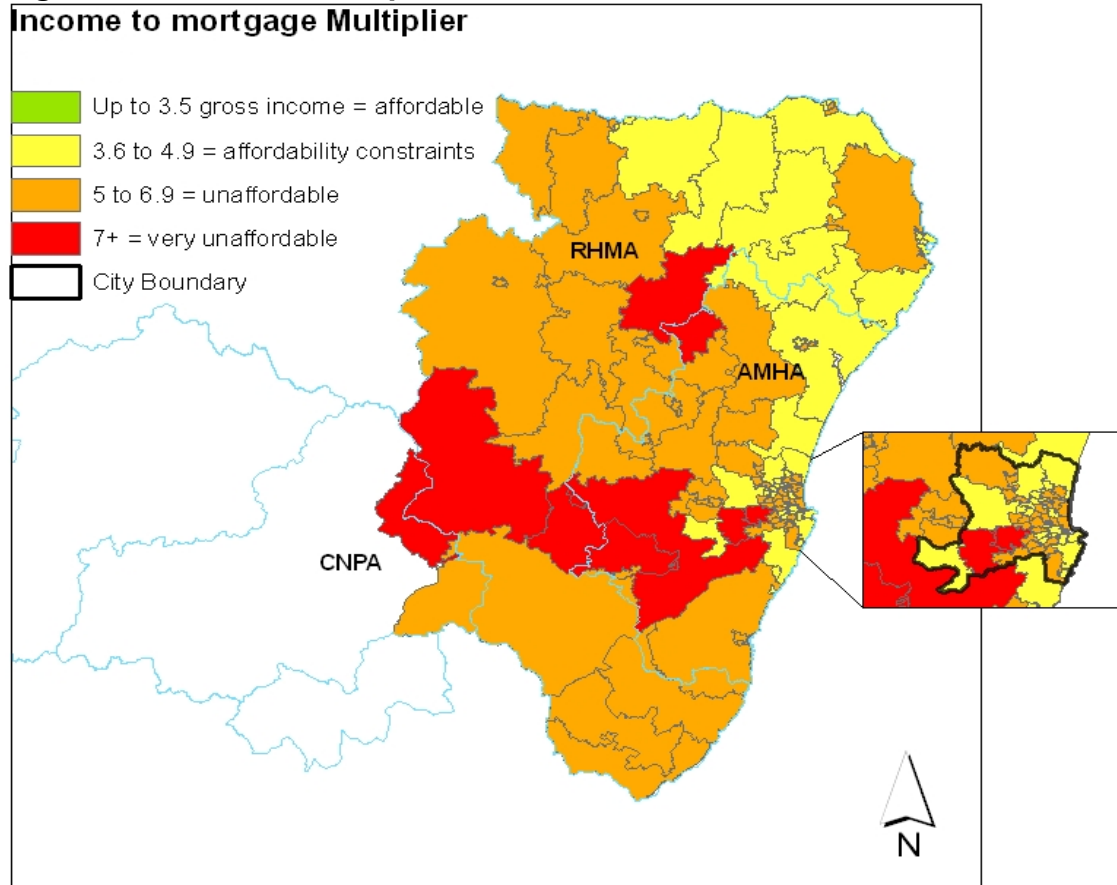 Income to mortgage Multiplier
Up to 3.5 gross income = affordable
3.6 to 4.9 = affordability constraints
5 to 6.9 = unaffordable
7+ = very unaffordable
City Boundary
RHMA
AMHA
CNPA
N